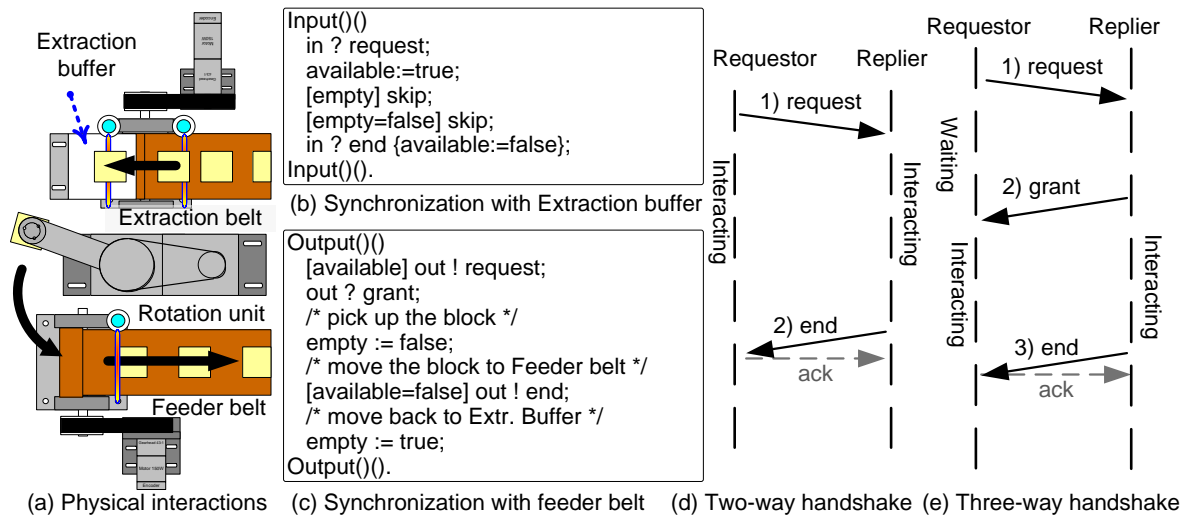 Extraction
buffer
Extraction belt
Rotation unit
Feeder belt
(a) Physical interactions
Input()()
in ? request;
available:=true;
[empty] skip;
[empty=false] skip;
in ? end {available:=false};
Input()().
(b) Synchronization with Extraction buffer
Output()()
[available] out ! request;
out ? grant;
/* pick up the block */
empty := false;
/* move the block to Feeder belt */
[available=false] out ! end;
/* move back to Extr. Buffer */
empty := true;
Output()().
(c) Synchronization with feeder belt
Requestor
Replier
1) request
Interacting
Interacting
2) end
ack
(d) Two-way handshake
Requestor
Replier
1) request
Waiting
2) grant
Interacting
Interacting
3) end
ack
(e) Three-way handshake